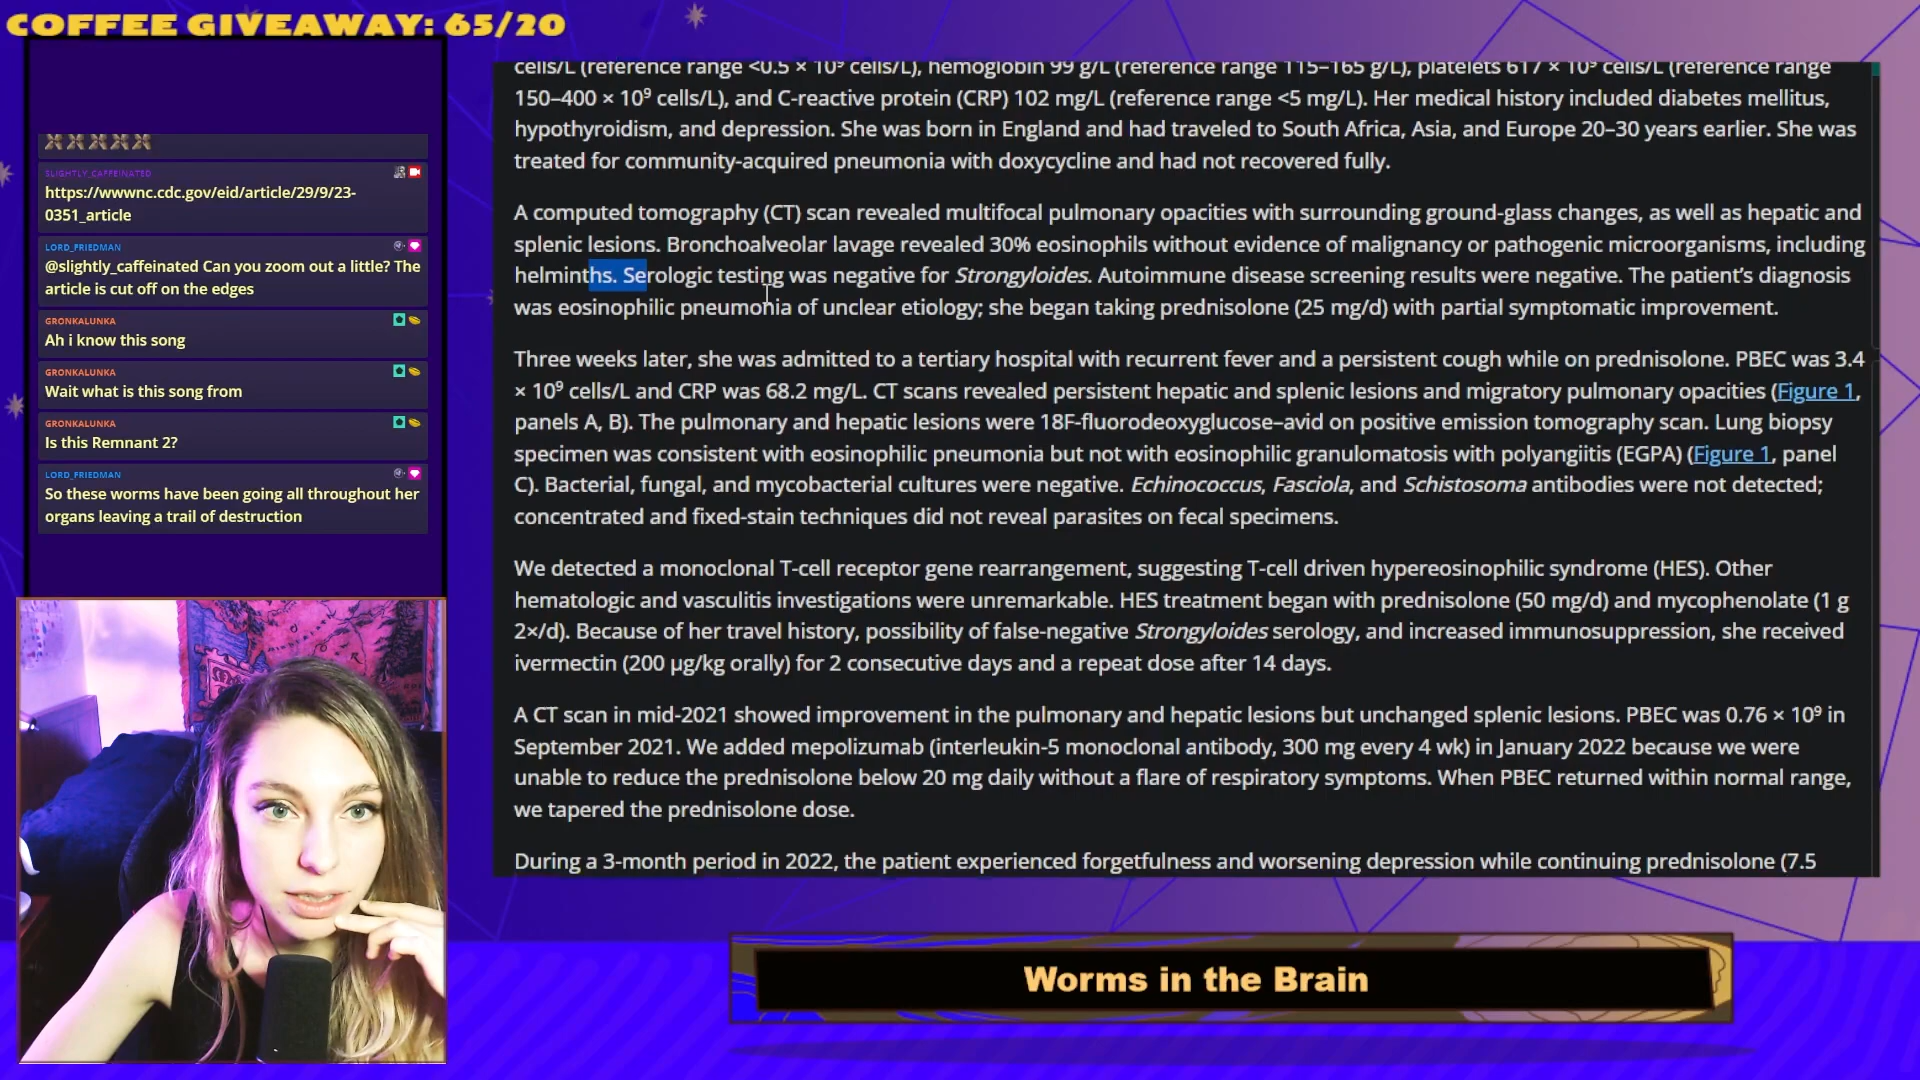 COFFEE GIVEAWAY: 65/20
SLIGHTLY_CAFFEINATED
https://wwwnc.cdc.gov/eid/article/29/9/23-
0351_article
LORD_FRIEDMAN
@slightly_caffeinated Can you zoom out a little? The
article is cut off on the edges
GRONKALUNKA
Ah i know this song
GRONKALUNKA
Wait what is this song from
GRONKALUNKA
Is this Remnant 2?
LORD_FRIEDMAN
So these worms have been going all throughout her
organs leaving a trail of destruction
cells/L (reference range <0.5 × 10⁹ cells/L), hemoglobin 99 g/L (reference range 115–165 g/L), platelets 617 × 10⁹ cells/L (reference range
150–400 × 10⁹ cells/L), and C-reactive protein (CRP) 102 mg/L (reference range <5 mg/L). Her medical history included diabetes mellitus,
hypothyroidism, and depression. She was born in England and had traveled to South Africa, Asia, and Europe 20–30 years earlier. She was
treated for community-acquired pneumonia with doxycycline and had not recovered fully.
A computed tomography (CT) scan revealed multifocal pulmonary opacities with surrounding ground-glass changes, as well as hepatic and
splenic lesions. Bronchoalveolar lavage revealed 30% eosinophils without evidence of malignancy or pathogenic microorganisms, including
helminths. Serologic testing was negative for Strongyloides. Autoimmune disease screening results were negative. The patient’s diagnosis
was eosinophilic pneumonia of unclear etiology; she began taking prednisolone (25 mg/d) with partial symptomatic improvement.
Three weeks later, she was admitted to a tertiary hospital with recurrent fever and a persistent cough while on prednisolone. PBEC was 3.4
× 10⁹ cells/L and CRP was 68.2 mg/L. CT scans revealed persistent hepatic and splenic lesions and migratory pulmonary opacities (Figure 1,
panels A, B). The pulmonary and hepatic lesions were 18F-fluorodeoxyglucose–avid on positive emission tomography scan. Lung biopsy
specimen was consistent with eosinophilic pneumonia but not with eosinophilic granulomatosis with polyangiitis (EGPA) (Figure 1, panel
C). Bacterial, fungal, and mycobacterial cultures were negative. Echinococcus, Fasciola, and Schistosoma antibodies were not detected;
concentrated and fixed-stain techniques did not reveal parasites on fecal specimens.
We detected a monoclonal T-cell receptor gene rearrangement, suggesting T-cell driven hypereosinophilic syndrome (HES). Other
hematologic and vasculitis investigations were unremarkable. HES treatment began with prednisolone (50 mg/d) and mycophenolate (1 g
2×/d). Because of her travel history, possibility of false-negative Strongyloides serology, and increased immunosuppression, she received
ivermectin (200 μg/kg orally) for 2 consecutive days and a repeat dose after 14 days.
A CT scan in mid-2021 showed improvement in the pulmonary and hepatic lesions but unchanged splenic lesions. PBEC was 0.76 × 10⁹ in
September 2021. We added mepolizumab (interleukin-5 monoclonal antibody, 300 mg every 4 wk) in January 2022 because we were
unable to reduce the prednisolone below 20 mg daily without a flare of respiratory symptoms. When PBEC returned within normal range,
we tapered the prednisolone dose.
During a 3-month period in 2022, the patient experienced forgetfulness and worsening depression while continuing prednisolone (7.5
Worms in the Brain